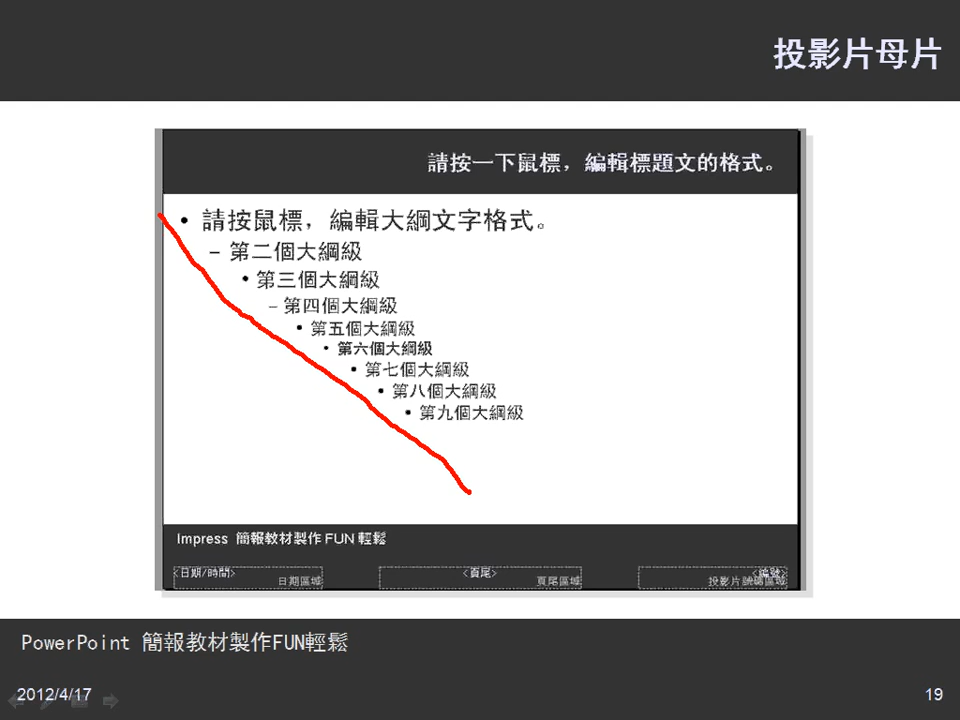 投影片母片
請按一下鼠標，編輯標題文的格式。
• 請按鼠標，編輯大綱文字格式。
– 第二個大綱級
• 第三個大綱級
– 第四個大綱級
• 第五個大綱級
• 第六個大綱級
• 第七個大綱級
• 第八個大綱級
• 第九個大綱級
Impress 簡報教材製作 FUN 輕鬆
<日期/時間> <頁尾> <編號>
日期區域 頁尾區域 投影片號碼區域
PowerPoint 簡報教材製作FUN輕鬆
2012/4/17 19